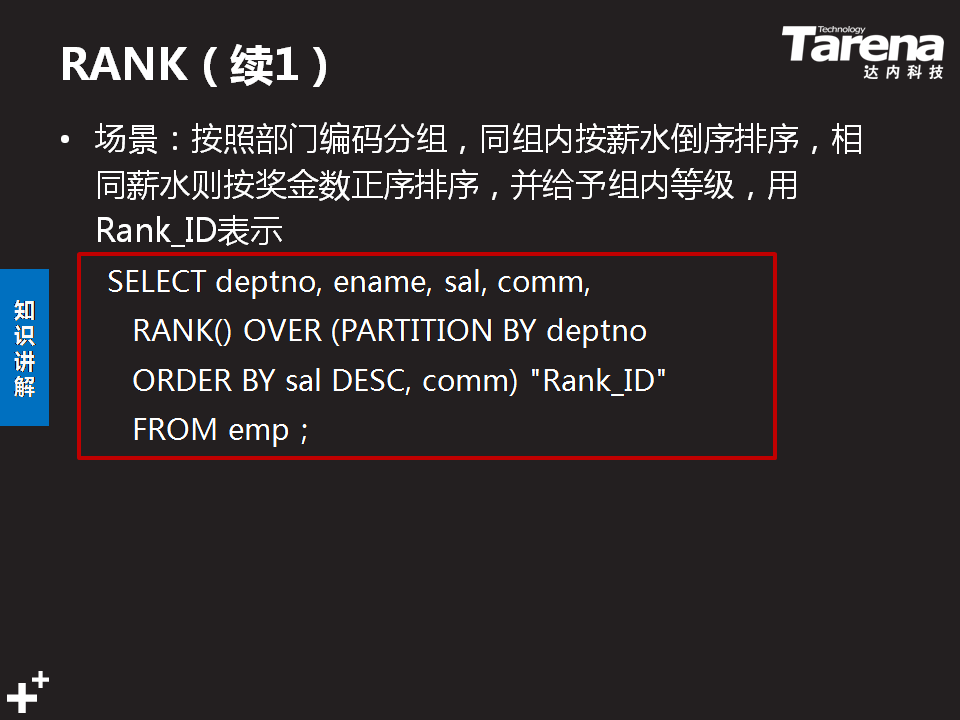 RANK（续1）
Technology
Tarena
达内科技
• 场景：按照部门编码分组，同组内按薪水倒序排序，相
同薪水则按奖金数正序排序，并给予组内等级，用
Rank_ID表示
知识讲解
SELECT deptno, ename, sal, comm,
RANK() OVER (PARTITION BY deptno
ORDER BY sal DESC, comm) "Rank_ID"
FROM emp ;